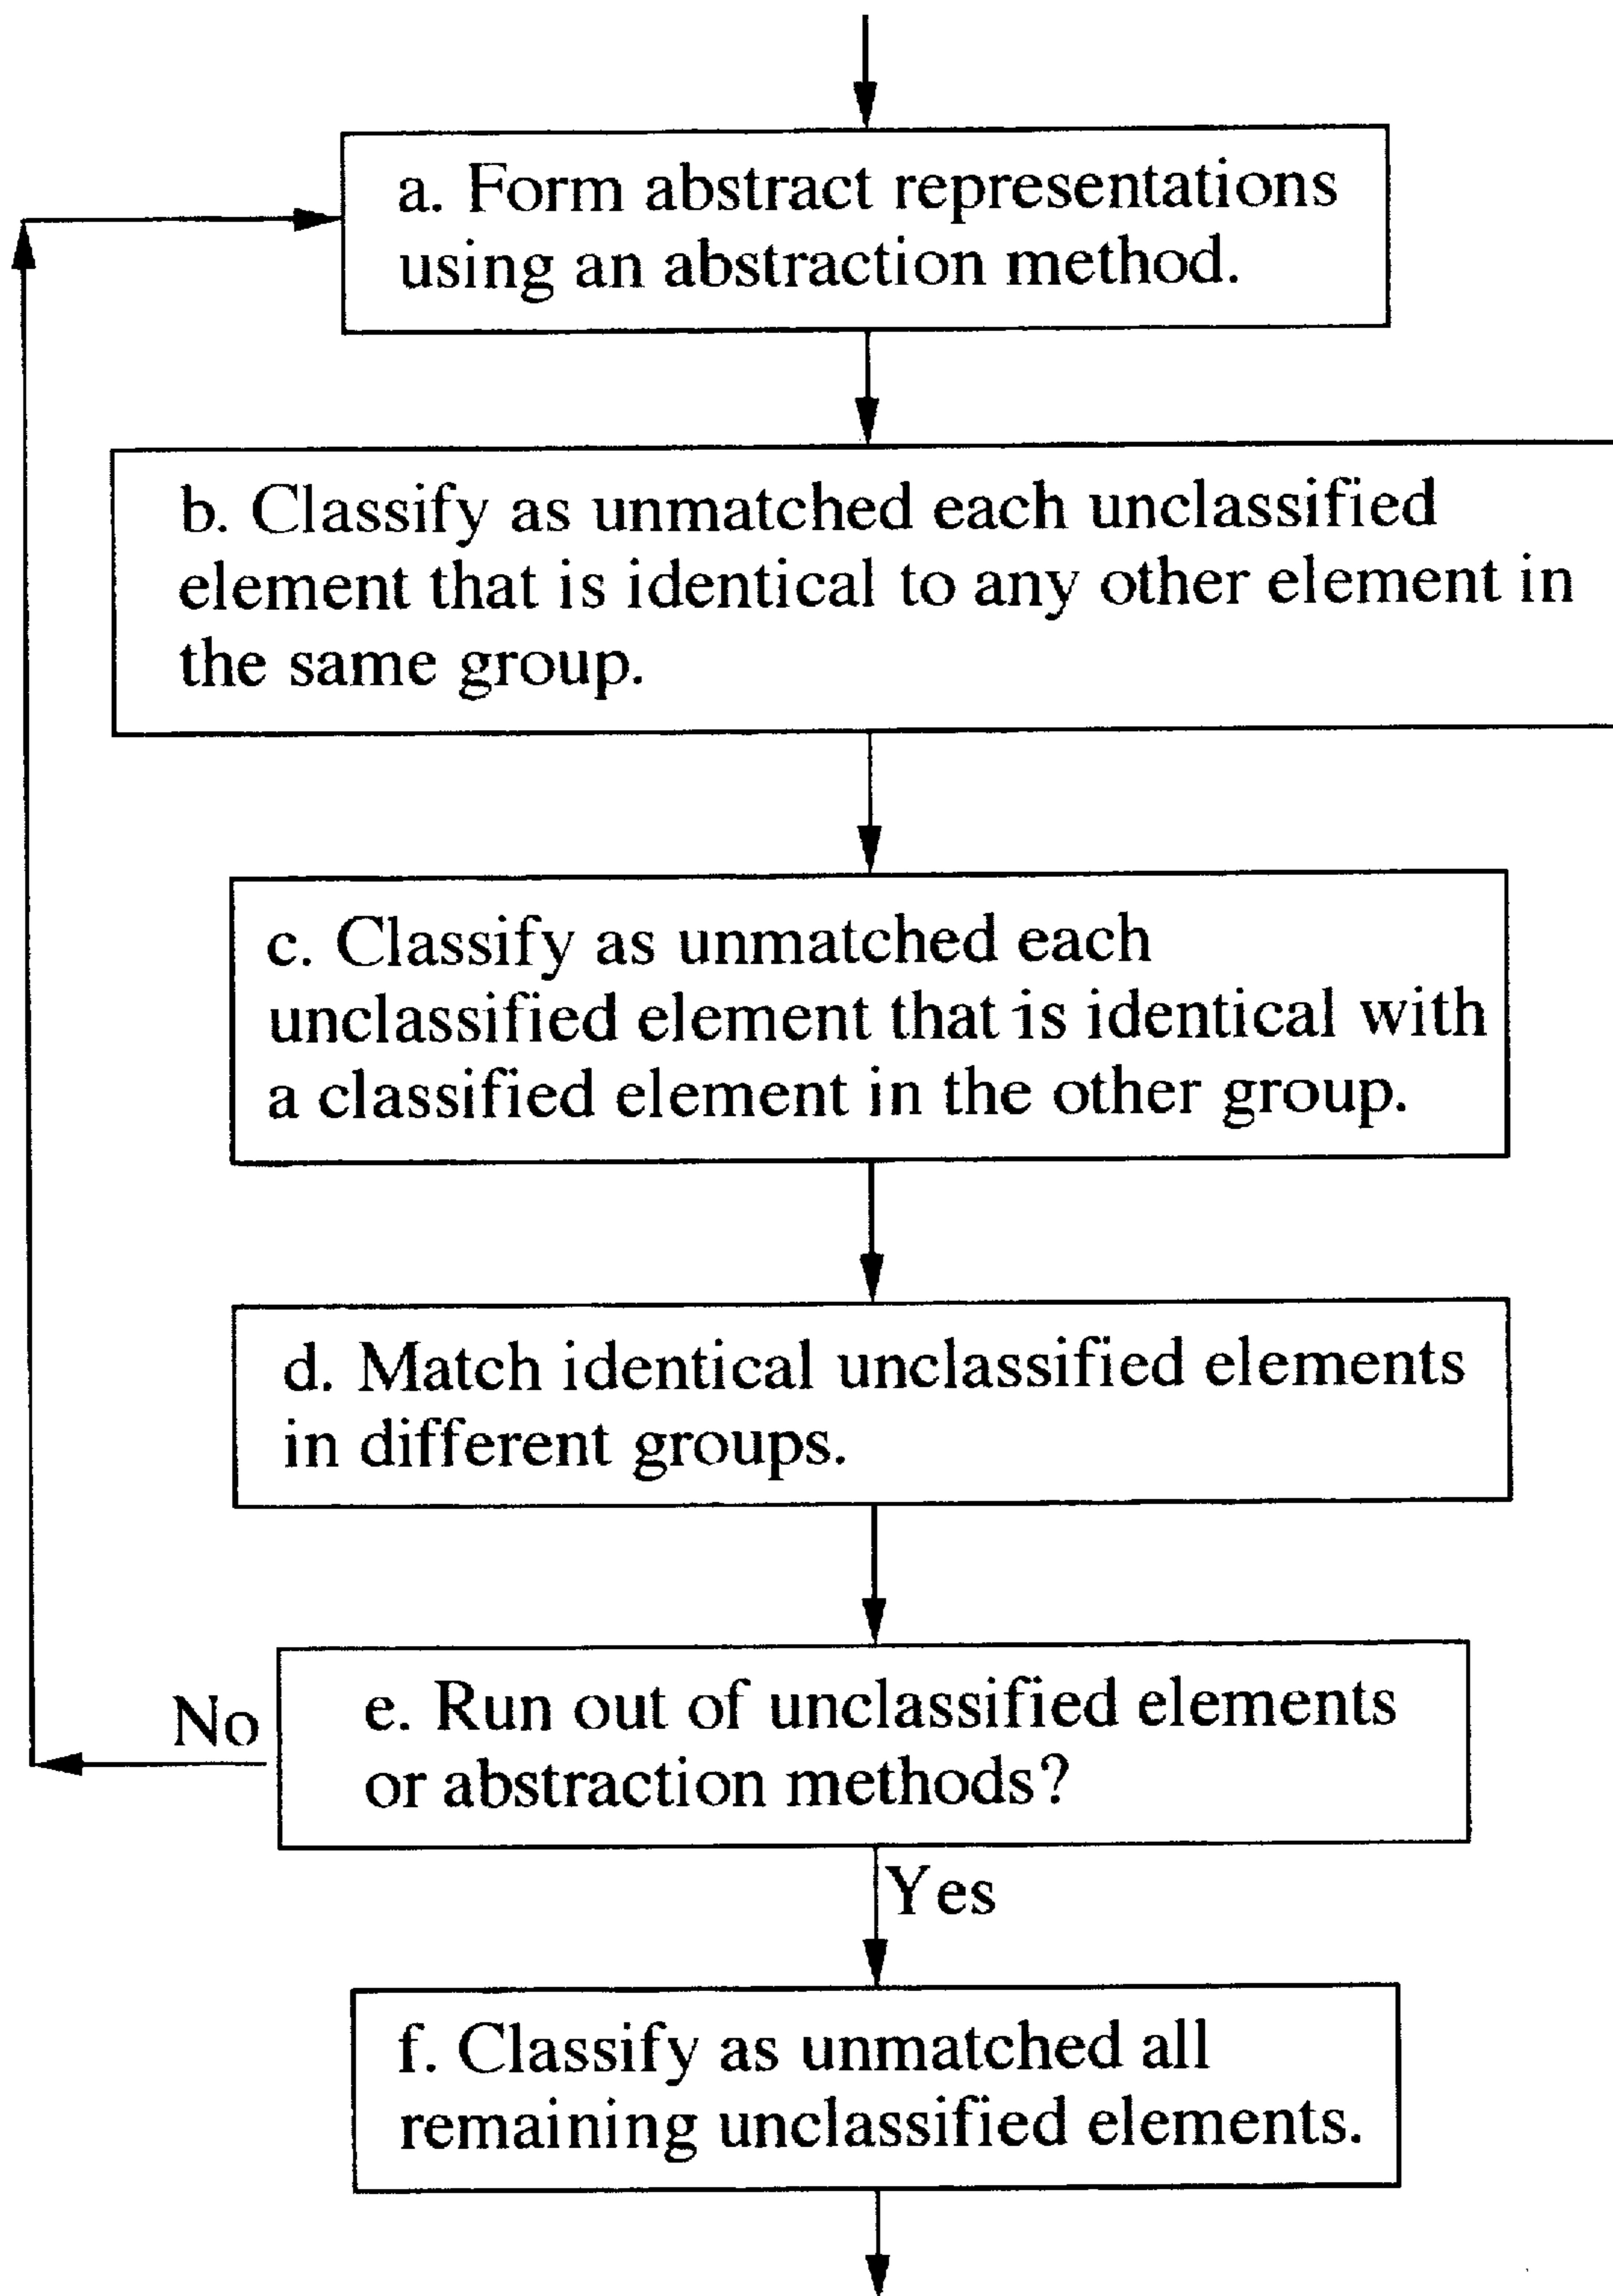 a. Form abstract representations
using an abstraction method.
b. Classify as unmatched each unclassified
element that is identical to any other element in
the same group.
c. Classify as unmatched each
unclassified element that is identical with
a classified element in the other group.
d. Match identical unclassified elements
in different groups.
e. Run out of unclassified elements
or abstraction methods?
No
Yes
f. Classify as unmatched all
remaining unclassified elements.